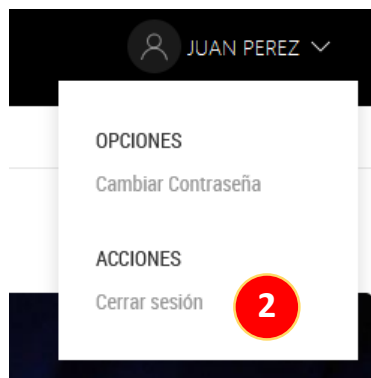 JUAN PEREZ
OPCIONES
Cambiar Contraseña
ACCIONES
Cerrar sesión
2